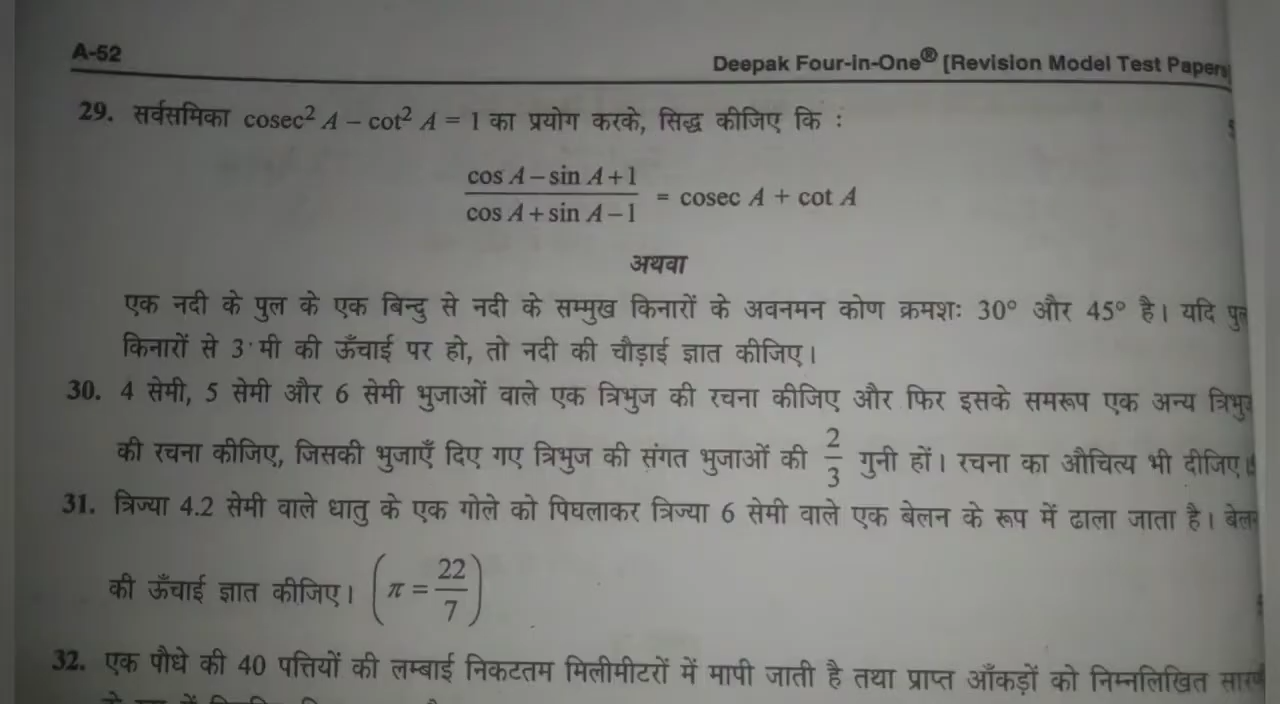 A-52
Deepak Four-in-One® [Revision Model Test Papers
29. सर्वसमिका cosec² A – cot² A = 1 का प्रयोग करके, सिद्ध कीजिए कि :
cos A – sin A + 1
cos A + sin A – 1
= cosec A + cot A
अथवा
एक नदी के पुल के एक बिन्दु से नदी के सम्मुख किनारों के अवनमन कोण क्रमशः 30° और 45° है। यदि पुल
किनारों से 3 मी की ऊँचाई पर हो, तो नदी की चौड़ाई ज्ञात कीजिए।
30. 4 सेमी, 5 सेमी और 6 सेमी भुजाओं वाले एक त्रिभुज की रचना कीजिए और फिर इसके समरूप एक अन्य त्रिभुज
की रचना कीजिए, जिसकी भुजाएँ दिए गए त्रिभुज की संगत भुजाओं की 2/3 गुनी हों। रचना का औचित्य भी दीजिए।
31. त्रिज्या 4.2 सेमी वाले धातु के एक गोले को पिघलाकर त्रिज्या 6 सेमी वाले एक बेलन के रूप में ढाला जाता है। बेलन
की ऊँचाई ज्ञात कीजिए। (π = 22/7)
32. एक पौधे की 40 पत्तियों की लम्बाई निकटतम मिलीमीटरों में मापी जाती है तथा प्राप्त आँकड़ों को निम्नलिखित